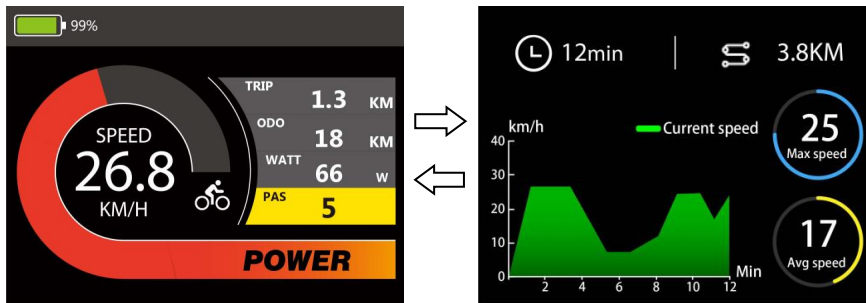 99%
SPEED
26.8
KM/H
TRIP
1.3 KM
ODO
18 KM
WATT
66 W
PAS
5
POWER
12min
3.8KM
km/h
Current speed
40
30
20
10
0
2 4 6 8 10 12
Min
25
Max speed
17
Avg speed